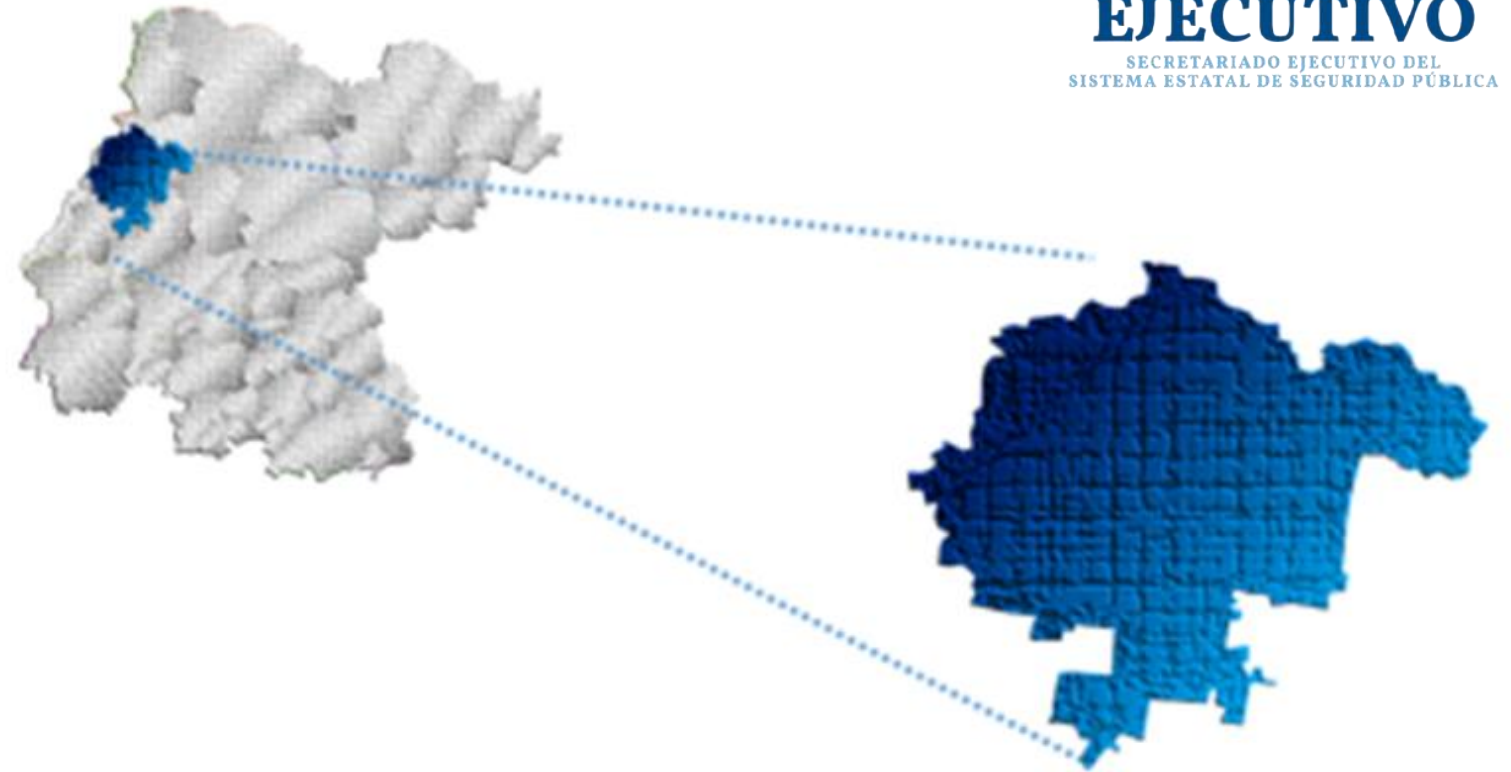 EJECUTIVO
SECRETARIADO EJECUTIVO DEL
SISTEMA ESTATAL DE SEGURIDAD PÚBLICA